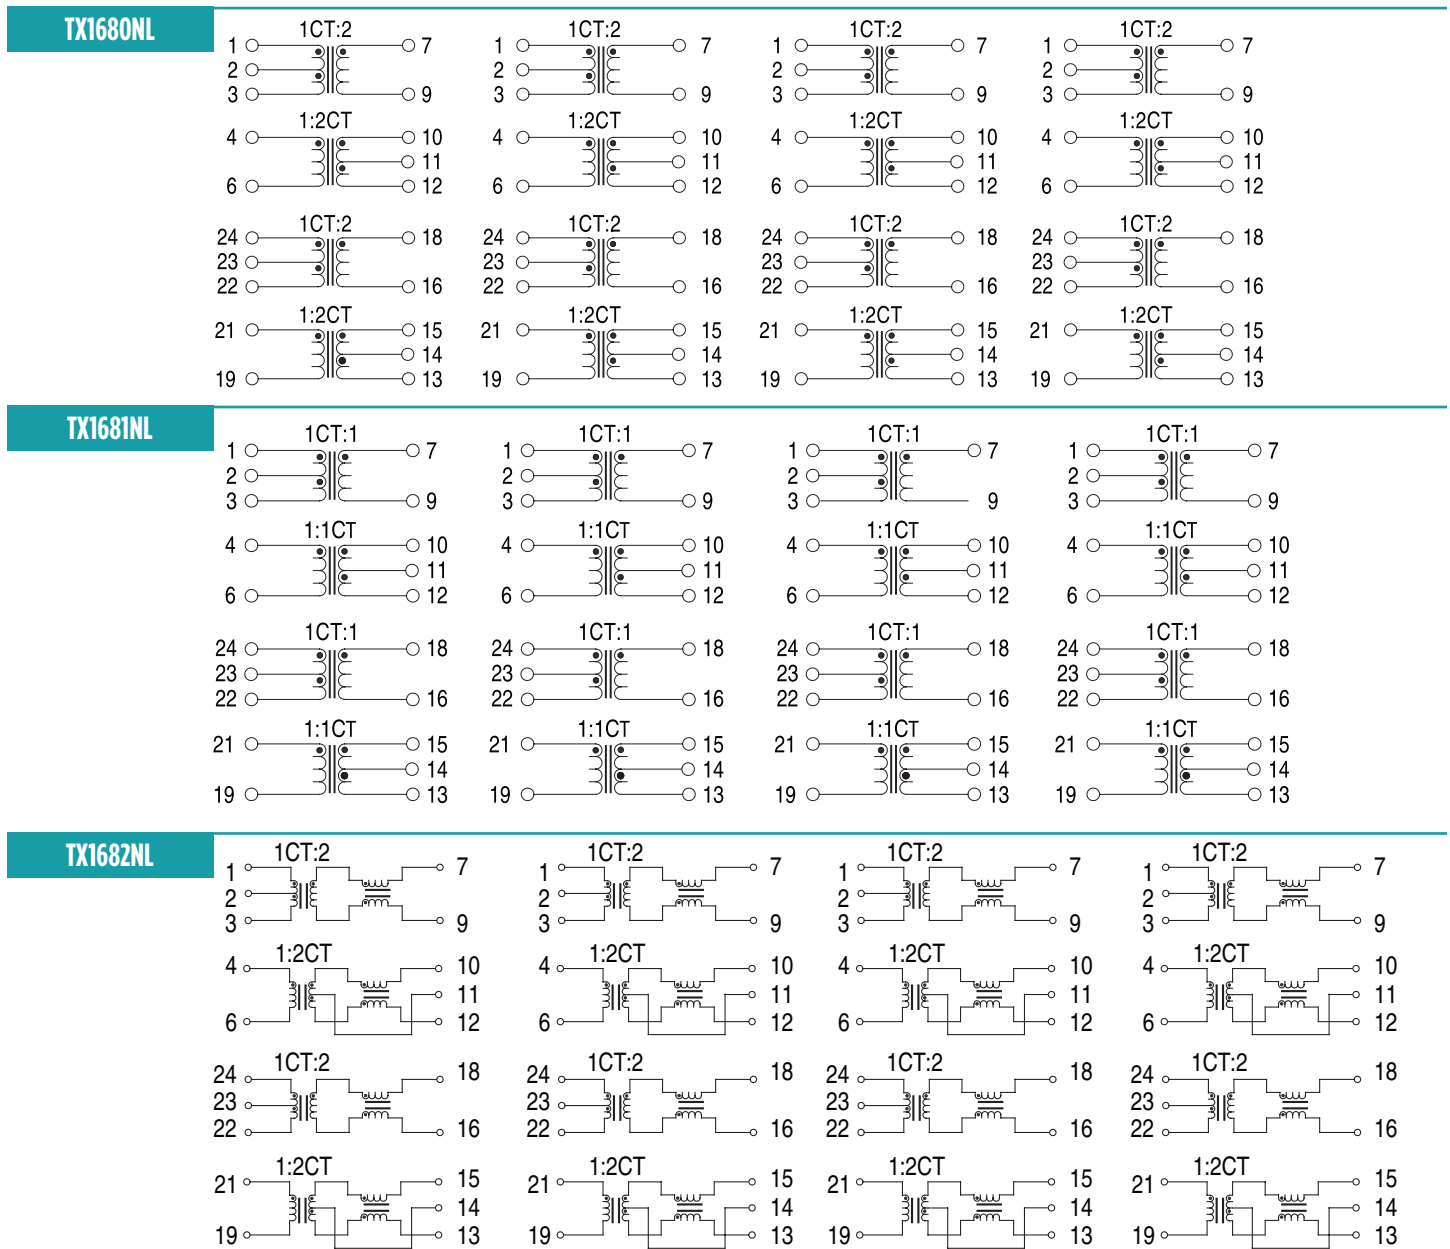 TX1680NL
1CT:2 1CT:2 1CT:2 1CT:2
1 7 1 7 1 7 1 7
2 2 2 2
3 9 3 9 3 9 3 9
1:2CT 1:2CT 1:2CT 1:2CT
4 10 4 10 4 10 4 10
11 11 11 11
6 12 6 12 6 12 6 12
1CT:2 1CT:2 1CT:2 1CT:2
24 18 24 18 24 18 24 18
23 23 23 23
22 16 22 16 22 16 22 16
1:2CT 1:2CT 1:2CT 1:2CT
21 15 21 15 21 15 21 15
14 14 14 14
19 13 19 13 19 13 19 13
TX1681NL
1CT:1 1CT:1 1CT:1 1CT:1
1 7 1 7 1 7 1 7
2 2 2 2
3 9 3 9 3 9 3 9
1:1CT 1:1CT 1:1CT 1:1CT
4 10 4 10 4 10 4 10
11 11 11 11
6 12 6 12 6 12 6 12
1CT:1 1CT:1 1CT:1 1CT:1
24 18 24 18 24 18 24 18
23 23 23 23
22 16 22 16 22 16 22 16
1:1CT 1:1CT 1:1CT 1:1CT
21 15 21 15 21 15 21 15
14 14 14 14
19 13 19 13 19 13 19 13
TX1682NL
1CT:2 1CT:2 1CT:2 1CT:2
1 7 1 7 1 7 1 7
2 2 2 2
3 9 3 9 3 9 3 9
1:2CT 1:2CT 1:2CT 1:2CT
4 10 4 10 4 10 4 10
11 11 11 11
6 12 6 12 6 12 6 12
1CT:2 1CT:2 1CT:2 1CT:2
24 18 24 18 24 18 24 18
23 23 23 23
22 16 22 16 22 16 22 16
1:2CT 1:2CT 1:2CT 1:2CT
21 15 21 15 21 15 21 15
14 14 14 14
19 13 19 13 19 13 19 13